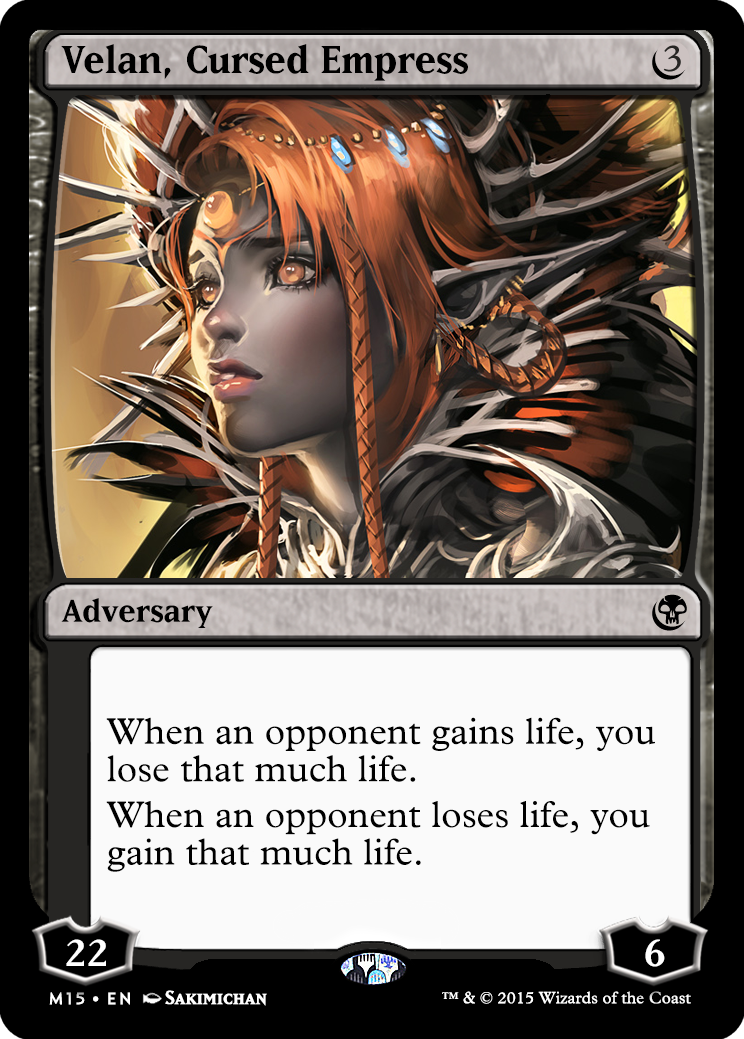 Velan, Cursed Empress 3
Adversary
When an opponent gains life, you
lose that much life.
When an opponent loses life, you
gain that much life.
22
6
M15 • EN SAKIMICHAN
™ & © 2015 Wizards of the Coast